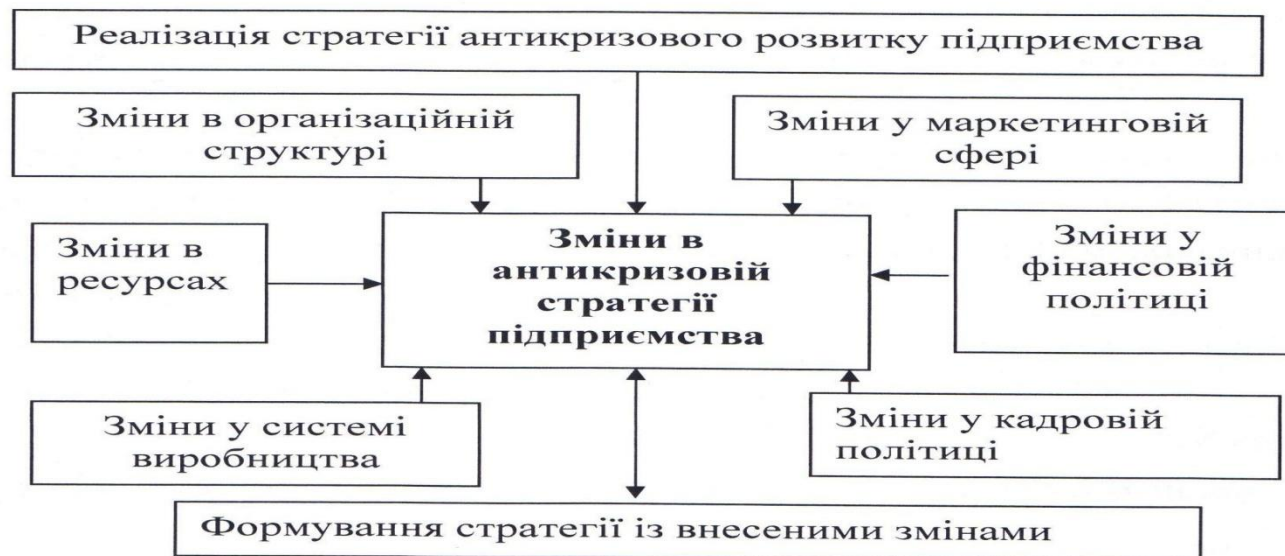 Реалізація стратегії антикризового розвитку підприємства
Зміни в організаційній
структурі
Зміни у маркетинговій
сфері
Зміни в
ресурсах
Зміни в
антикризовій
стратегії
підприємства
Зміни у
фінансовій
політиці
Зміни у системі
виробництва
Зміни у кадровій
політиці
Формування стратегії із внесеними змінами